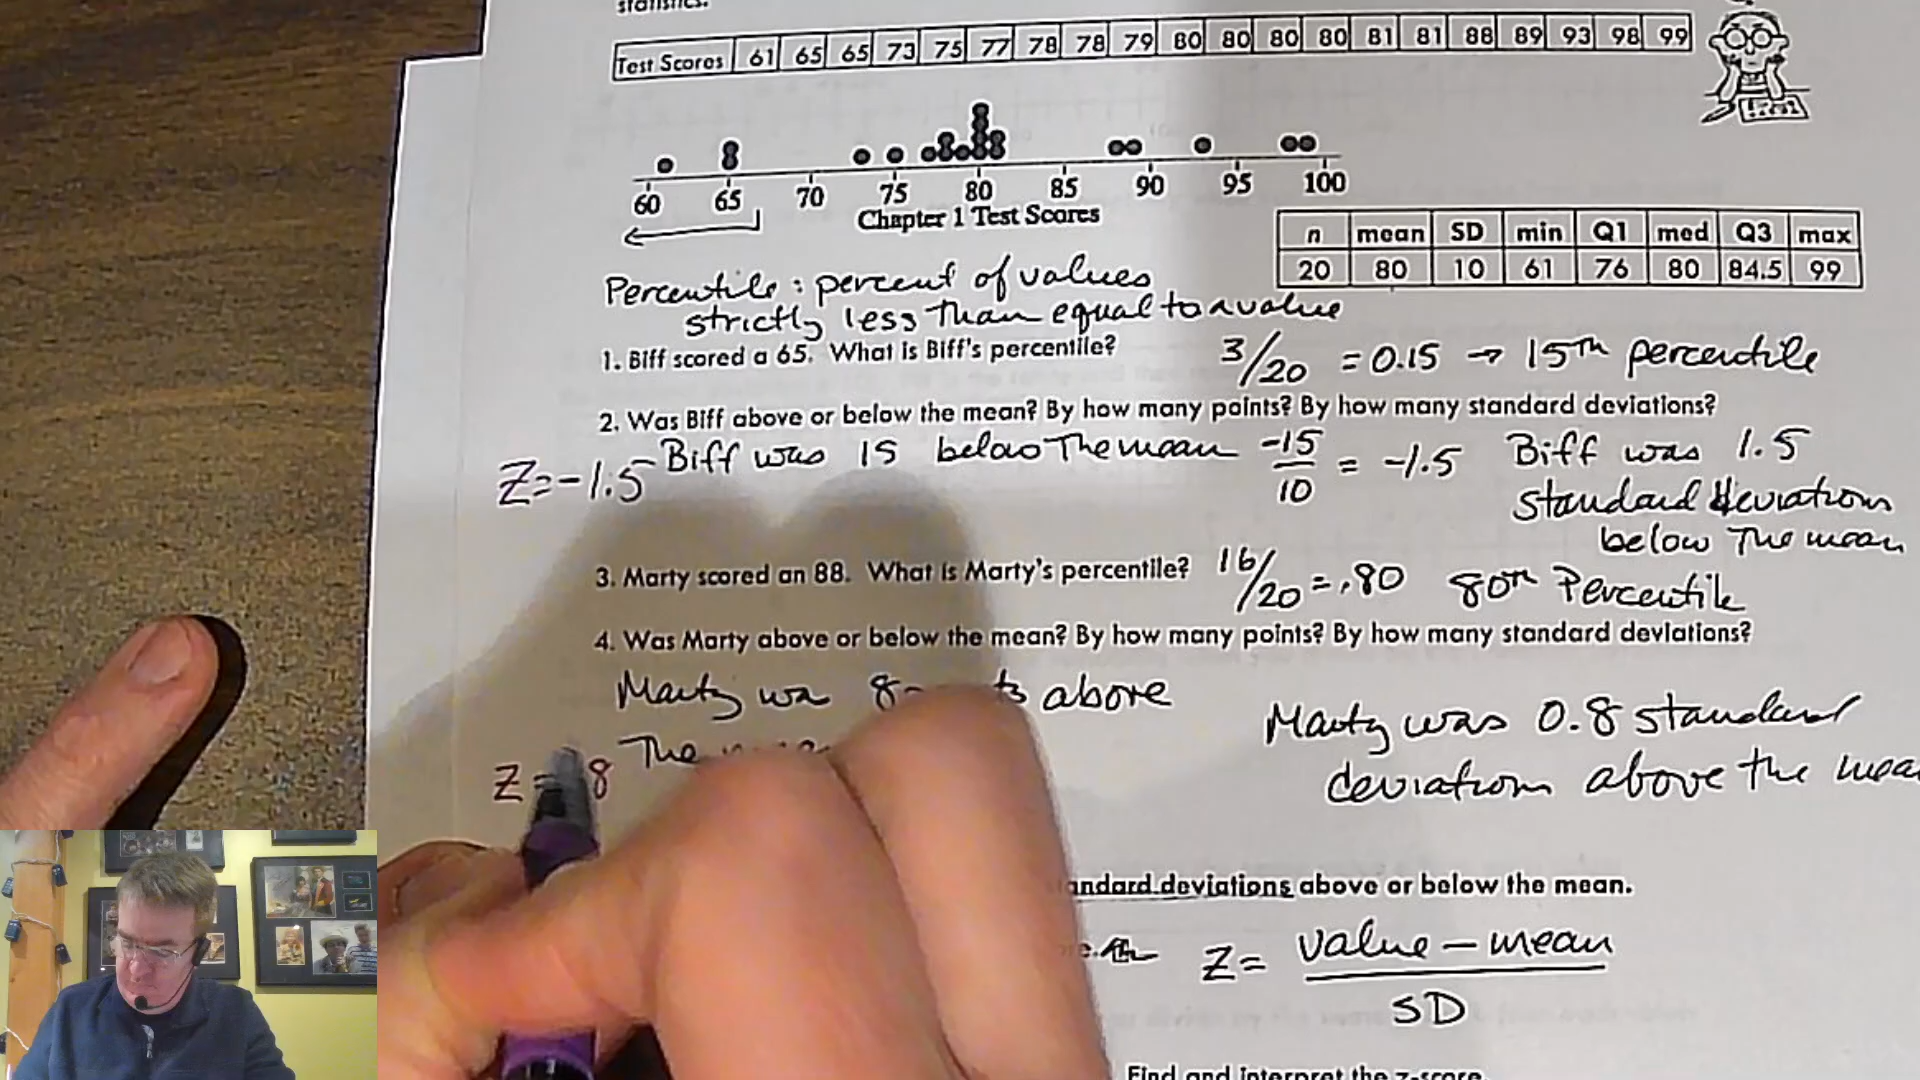 statistics.
Test Scores 61 65 65 73 75 77 78 78 79 80 80 80 80 81 81 88 89 93 98 99
60 65 70 75 80 85 90 95 100
Chapter 1 Test Scores
n mean SD min Q1 med Q3 max
20 80 10 61 76 80 84.5 99
Percentile: percent of values
strictly less than equal to a value
1. Biff scored a 65. What is Biff's percentile? 3/20 = 0.15 → 15th percentile
2. Was Biff above or below the mean? By how many points? By how many standard deviations?
Z=-1.5 Biff was 15 below the mean -15/10 = -1.5 Biff was 1.5
standard deviations
below the mean
3. Marty scored an 88. What is Marty's percentile? 16/20 = .80 80th Percentile
4. Was Marty above or below the mean? By how many points? By how many standard deviations?
Marty wa 8 above
Marty was 0.8 standard
The
Z= 8
deviations above the mea
andard deviations above or below the mean.
Z= value - mean
SD
Find and interpret the z-score.